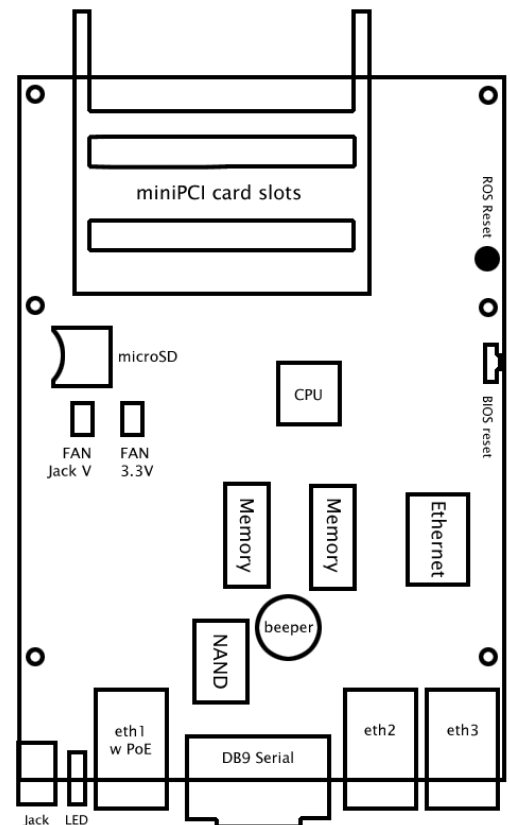 miniPCI card slots
ROS Reset
microSD
CPU
FAN
Jack V
FAN
3.3V
BIOS reset
Memory
Memory
Ethernet
beeper
NAND
eth1
w PoE
DB9 Serial
eth2
eth3
Jack
LED